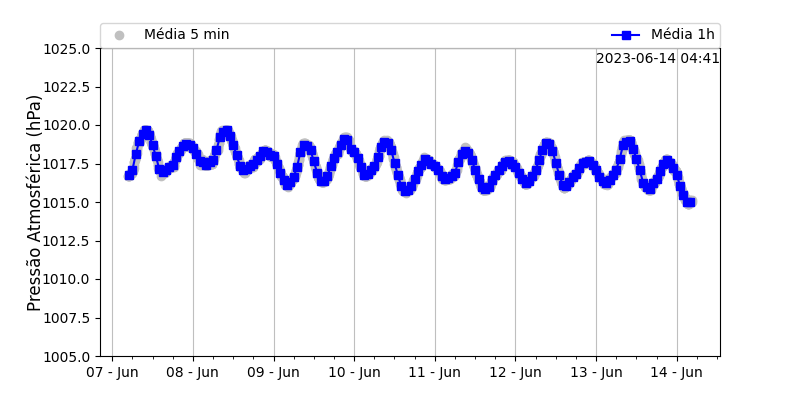 Média 5 min
Média 1h
2023-06-14 04:41
Pressão Atmosférica (hPa)
1025.0
1022.5
1020.0
1017.5
1015.0
1012.5
1010.0
1007.5
1005.0
07 - Jun
08 - Jun
09 - Jun
10 - Jun
11 - Jun
12 - Jun
13 - Jun
14 - Jun